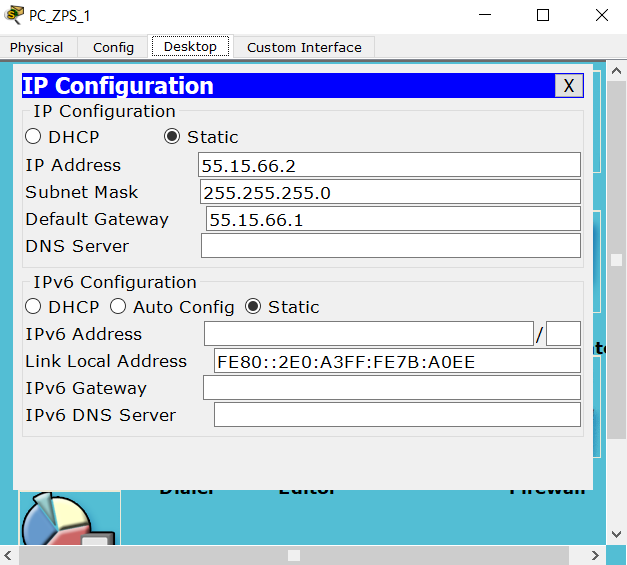 PC_ZPS_1
Physical Config Desktop Custom Interface
IP Configuration X
IP Configuration
DHCP Static
IP Address 55.15.66.2
Subnet Mask 255.255.255.0
Default Gateway 55.15.66.1
DNS Server
IPv6 Configuration
DHCP Auto Config Static
IPv6 Address /
Link Local Address FE80::2E0:A3FF:FE7B:A0EE
IPv6 Gateway
IPv6 DNS Server
Dialer Editor Firewall